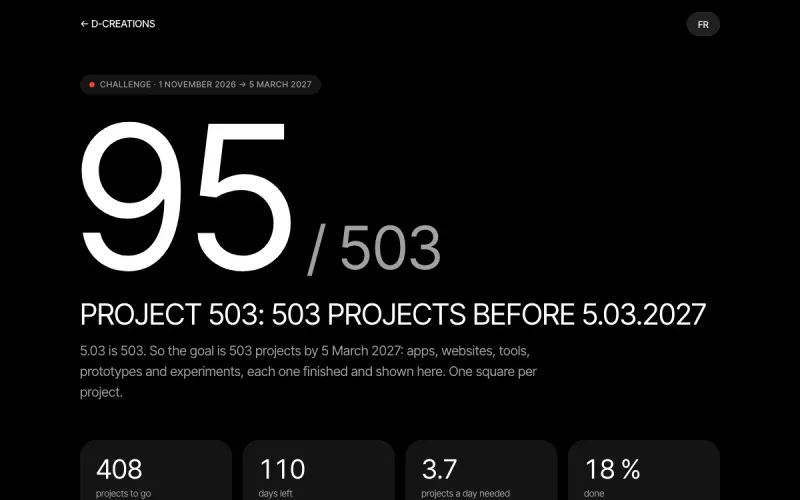 ← D-CREATIONS
FR
CHALLENGE · 1 NOVEMBER 2026 → 5 MARCH 2027
95 / 503
PROJECT 503: 503 PROJECTS BEFORE 5.03.2027
5.03 is 503. So the goal is 503 projects by 5 March 2027: apps, websites, tools,
prototypes and experiments, each one finished and shown here. One square per
project.
408
projects to go
110
days left
3.7
projects a day needed
18 %
done